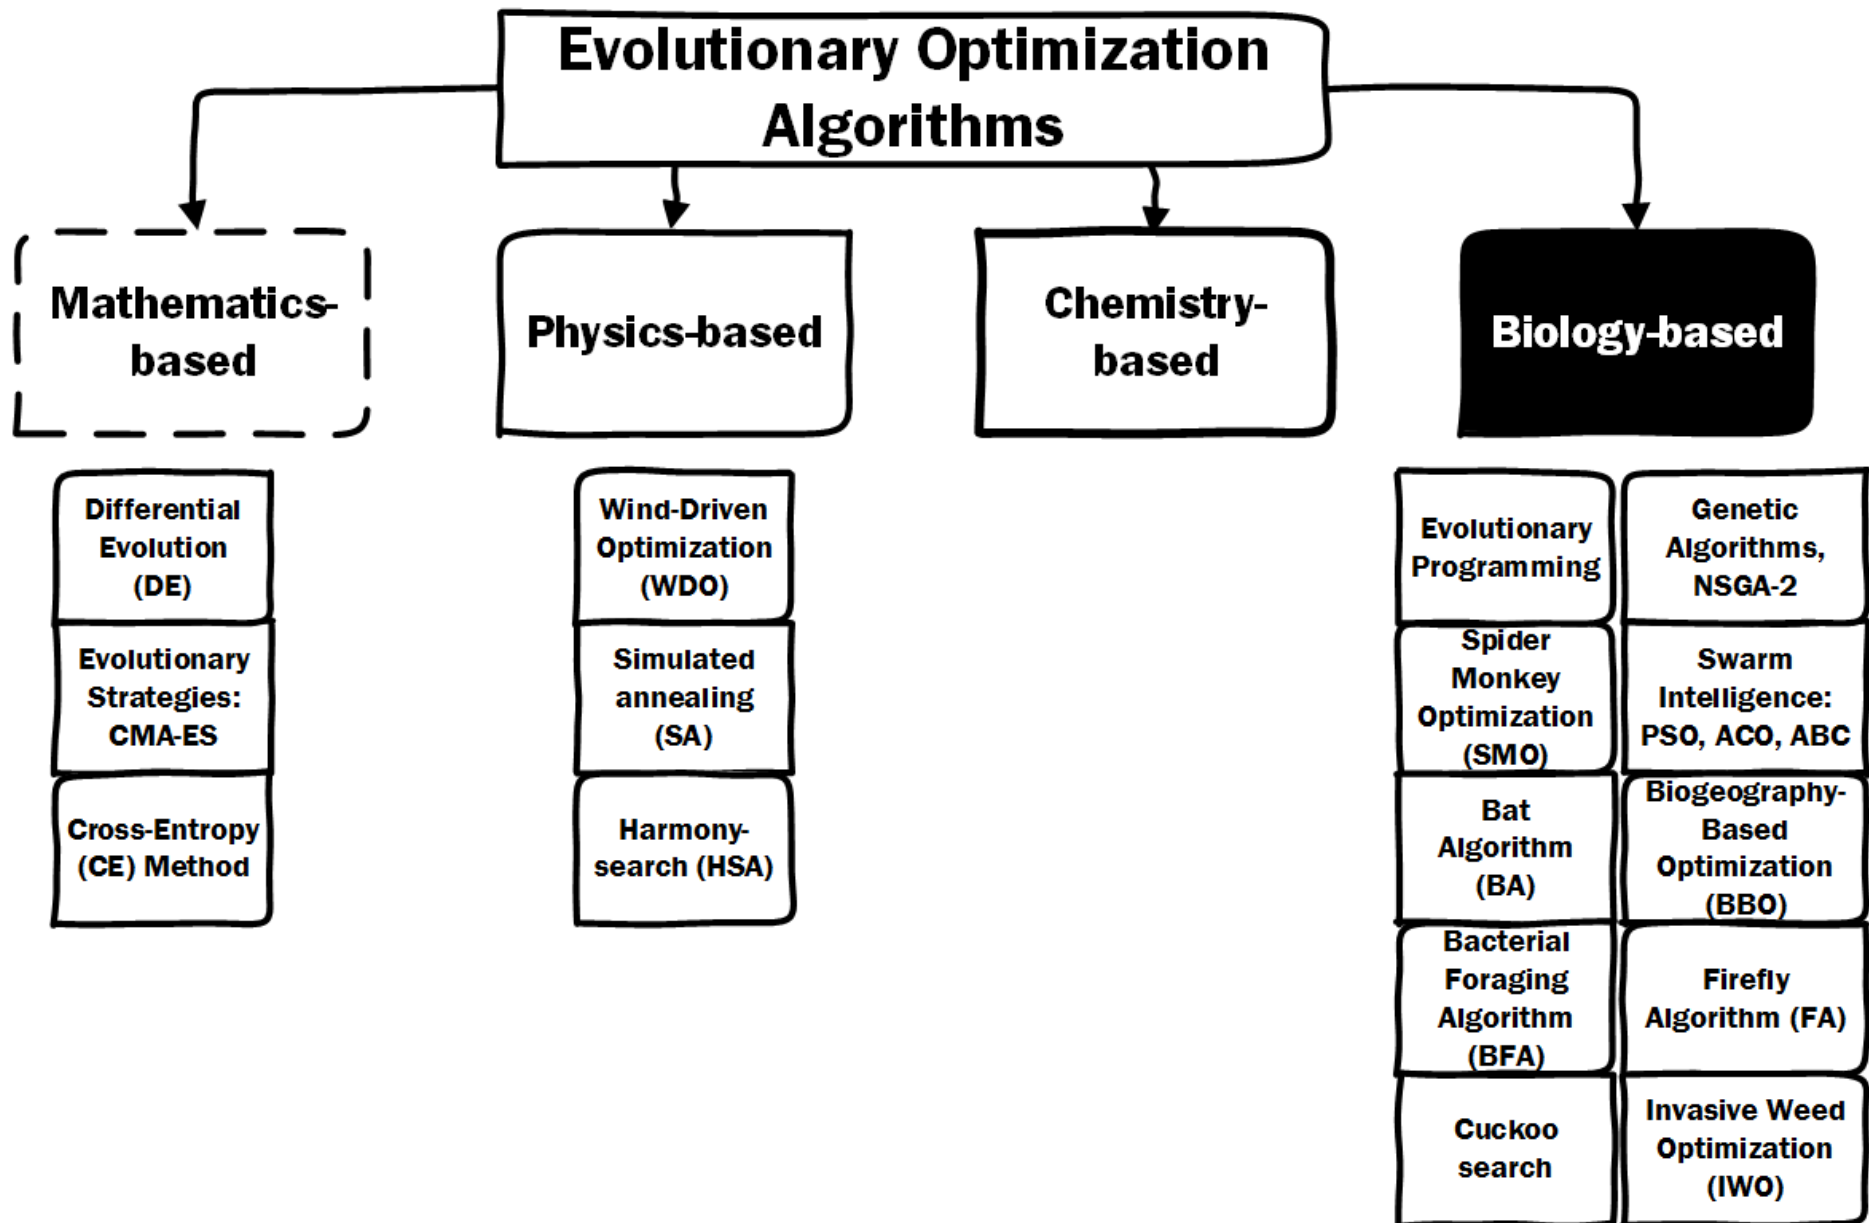 Evolutionary Optimization
Algorithms
Mathematics-
based
Physics-based
Chemistry-
based
Biology-based
Differential
Evolution
(DE)
Evolutionary
Strategies:
CMA-ES
Cross-Entropy
(CE) Method
Wind-Driven
Optimization
(WDO)
Simulated
annealing
(SA)
Harmony-
search (HSA)
Evolutionary
Programming
Genetic
Algorithms,
NSGA-2
Spider
Monkey
Optimization
(SMO)
Swarm
Intelligence:
PSO, ACO, ABC
Bat
Algorithm
(BA)
Biogeography-
Based
Optimization
(BBO)
Bacterial
Foraging
Algorithm
(BFA)
Firefly
Algorithm (FA)
Cuckoo
search
Invasive Weed
Optimization
(IWO)